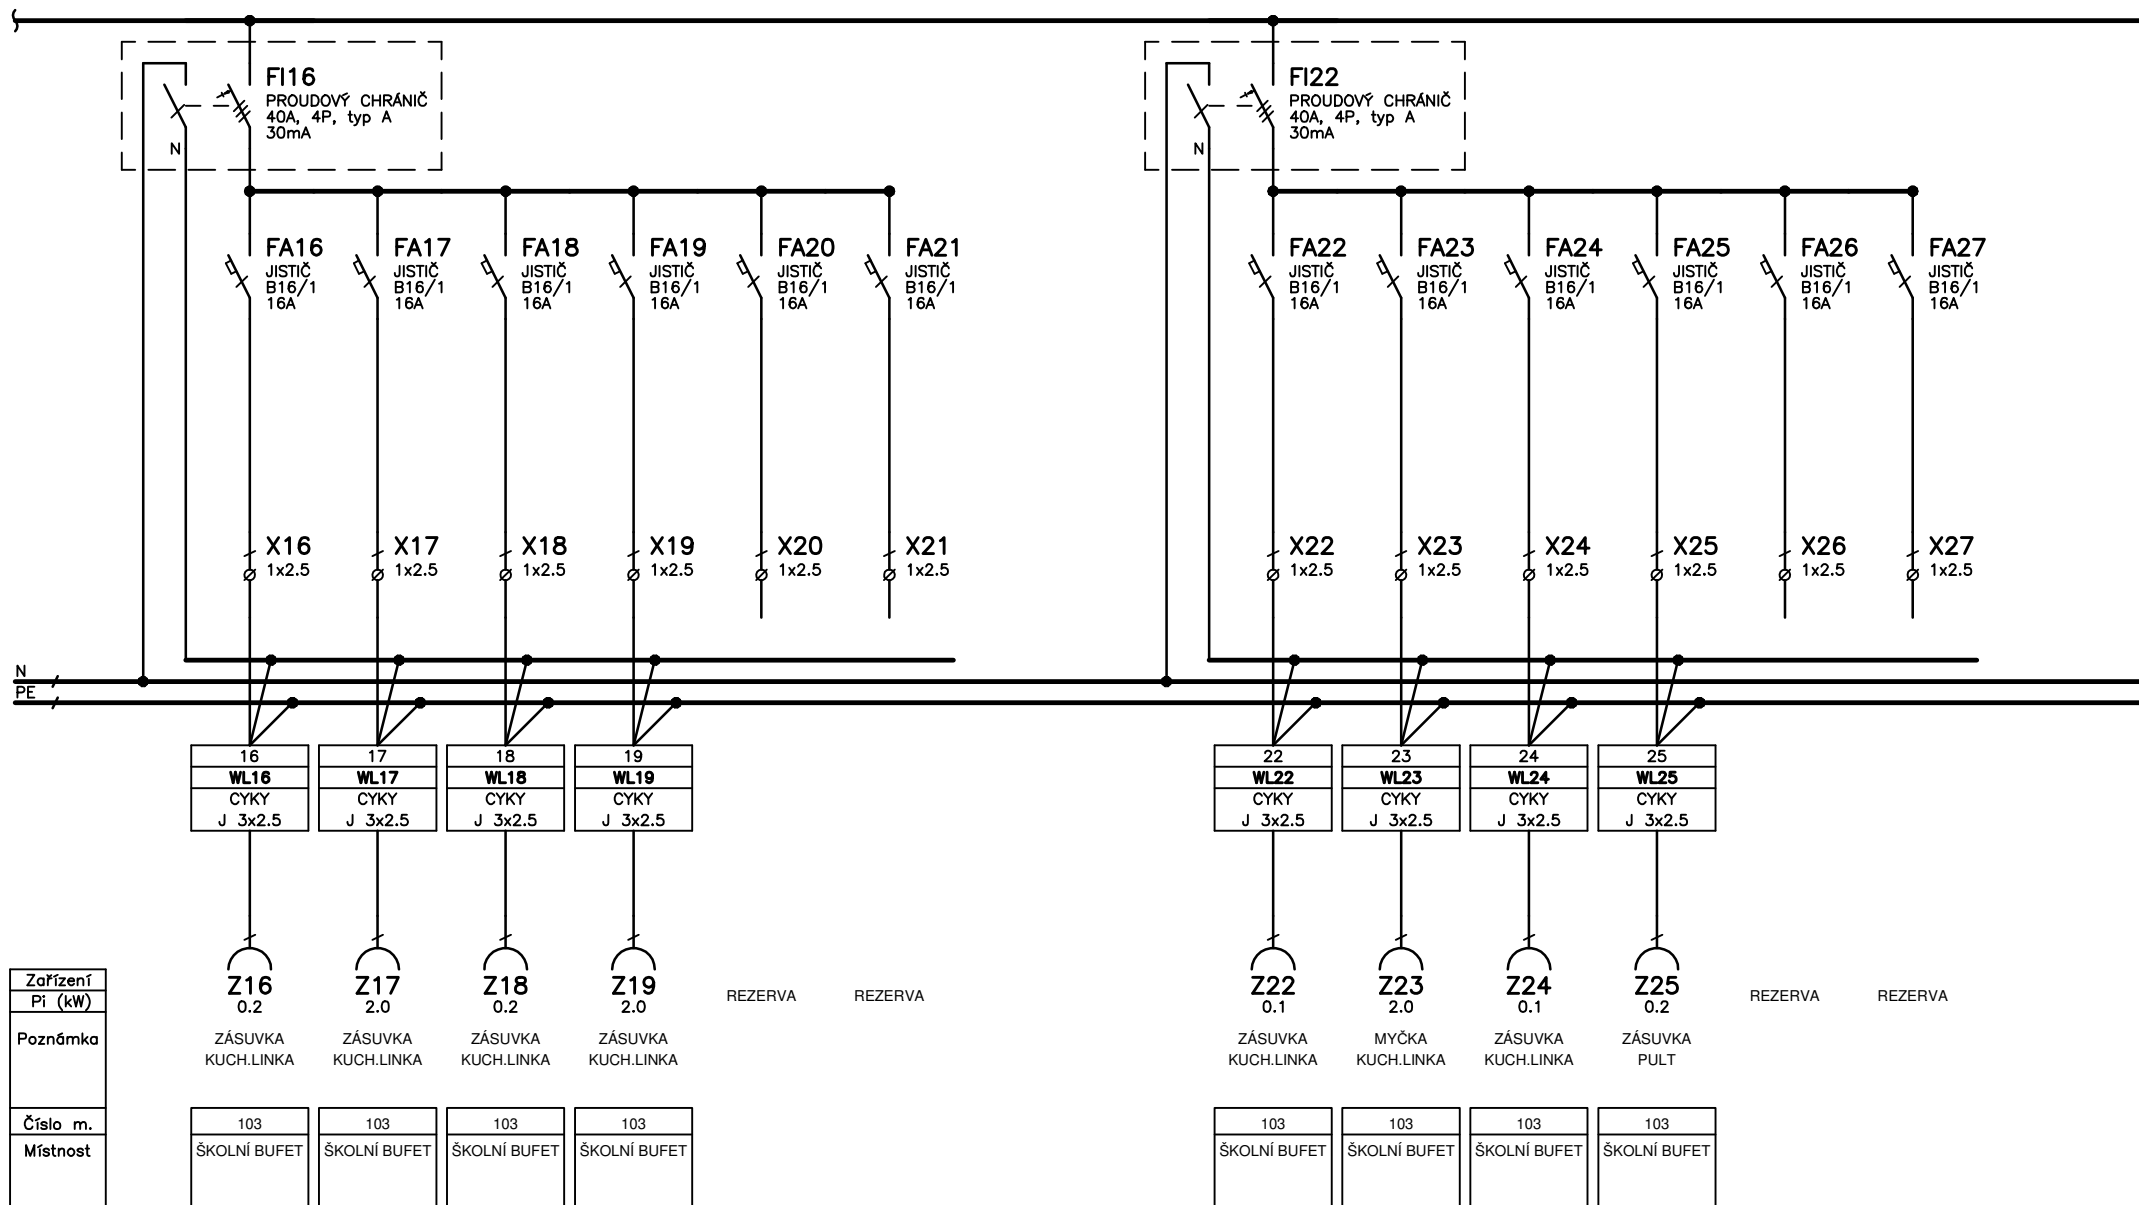 FI16
PROUDOVÝ CHRÁNIČ
40A, 4P, typ A
30mA
N
FI22
PROUDOVÝ CHRÁNIČ
40A, 4P, typ A
30mA
N
FA16 FA17 FA18 FA19 FA20 FA21 FA22 FA23 FA24 FA25 FA26 FA27
JISTIČ JISTIČ JISTIČ JISTIČ JISTIČ JISTIČ JISTIČ JISTIČ JISTIČ JISTIČ JISTIČ JISTIČ
B16/1 B16/1 B16/1 B16/1 B16/1 B16/1 B16/1 B16/1 B16/1 B16/1 B16/1 B16/1
16A 16A 16A 16A 16A 16A 16A 16A 16A 16A 16A 16A
X16 X17 X18 X19 X20 X21 X22 X23 X24 X25 X26 X27
1x2.5 1x2.5 1x2.5 1x2.5 1x2.5 1x2.5 1x2.5 1x2.5 1x2.5 1x2.5 1x2.5 1x2.5
N
PE
16 17 18 19 22 23 24 25
WL16 WL17 WL18 WL19 WL22 WL23 WL24 WL25
CYKY CYKY CYKY CYKY CYKY CYKY CYKY CYKY
J 3x2.5 J 3x2.5 J 3x2.5 J 3x2.5 J 3x2.5 J 3x2.5 J 3x2.5 J 3x2.5
Zařízení Z16 Z17 Z18 Z19 REZERVA REZERVA Z22 Z23 Z24 Z25 REZERVA REZERVA
Pi (kW) 0.2 2.0 0.2 2.0 0.1 2.0 0.1 0.2
Poznámka ZÁSUVKA ZÁSUVKA ZÁSUVKA ZÁSUVKA ZÁSUVKA MYČKA ZÁSUVKA ZÁSUVKA
KUCH.LINKA KUCH.LINKA KUCH.LINKA KUCH.LINKA KUCH.LINKA KUCH.LINKA KUCH.LINKA PULT
Číslo m. 103 103 103 103 103 103 103 103
Místnost ŠKOLNÍ BUFET ŠKOLNÍ BUFET ŠKOLNÍ BUFET ŠKOLNÍ BUFET ŠKOLNÍ BUFET ŠKOLNÍ BUFET ŠKOLNÍ BUFET ŠKOLNÍ BUFET